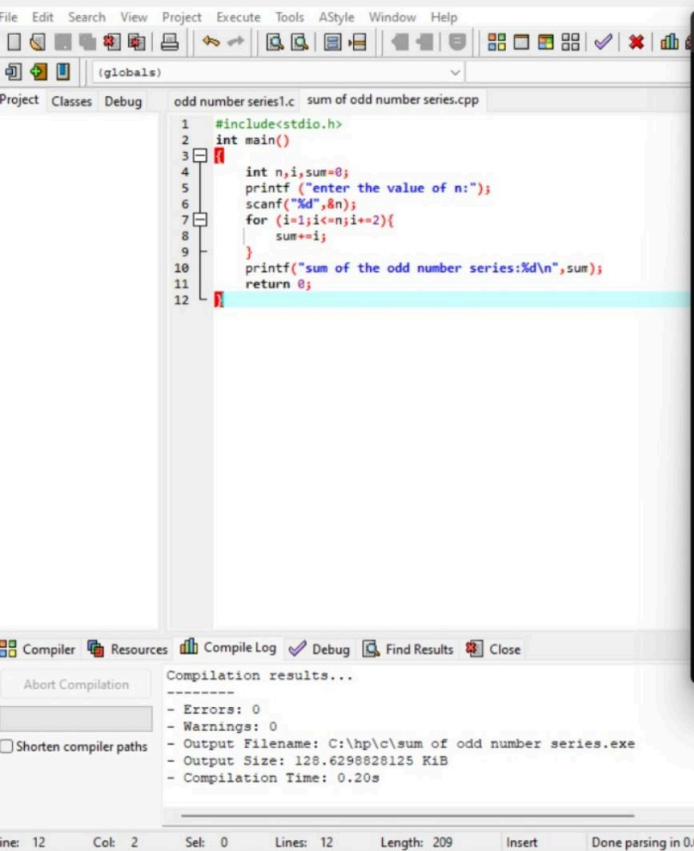 File Edit Search View Project Execute Tools AStyle Window Help
(globals)
Project Classes Debug odd number series1.c sum of odd number series.cpp
1 #include<stdio.h>
2 int main()
3 {
4 int n,i,sum=0;
5 printf ("enter the value of n:");
6 scanf("%d",&n);
7 for (i=1;i<=n;i+=2){
8 sum+=i;
9 }
10 printf("sum of the odd number series:%d\n",sum);
11 return 0;
12 }
Compiler Resources Compile Log Debug Find Results Close
Abort Compilation
Shorten compiler paths
Compilation results...
--------
- Errors: 0
- Warnings: 0
- Output Filename: C:\hp\c\sum of odd number series.exe
- Output Size: 128.6298828125 KiB
- Compilation Time: 0.20s
ine: 12 Col: 2 Sel: 0 Lines: 12 Length: 209 Insert Done parsing in 0.